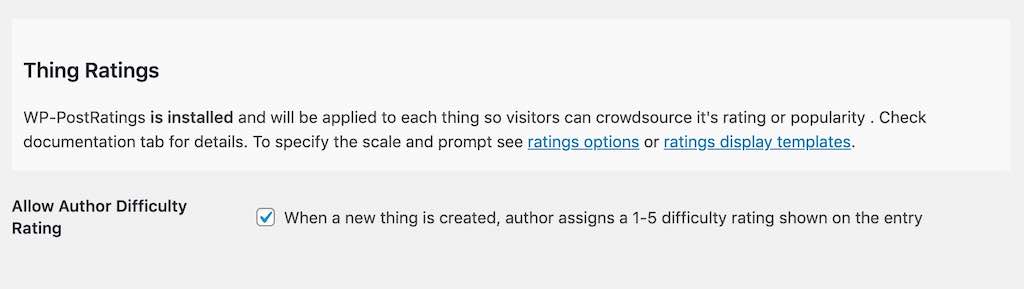 Thing Ratings
WP-PostRatings is installed and will be applied to each thing so visitors can crowdsource it's rating or popularity . Check
documentation tab for details. To specify the scale and prompt see ratings options or ratings display templates.
Allow Author Difficulty
Rating
When a new thing is created, author assigns a 1-5 difficulty rating shown on the entry